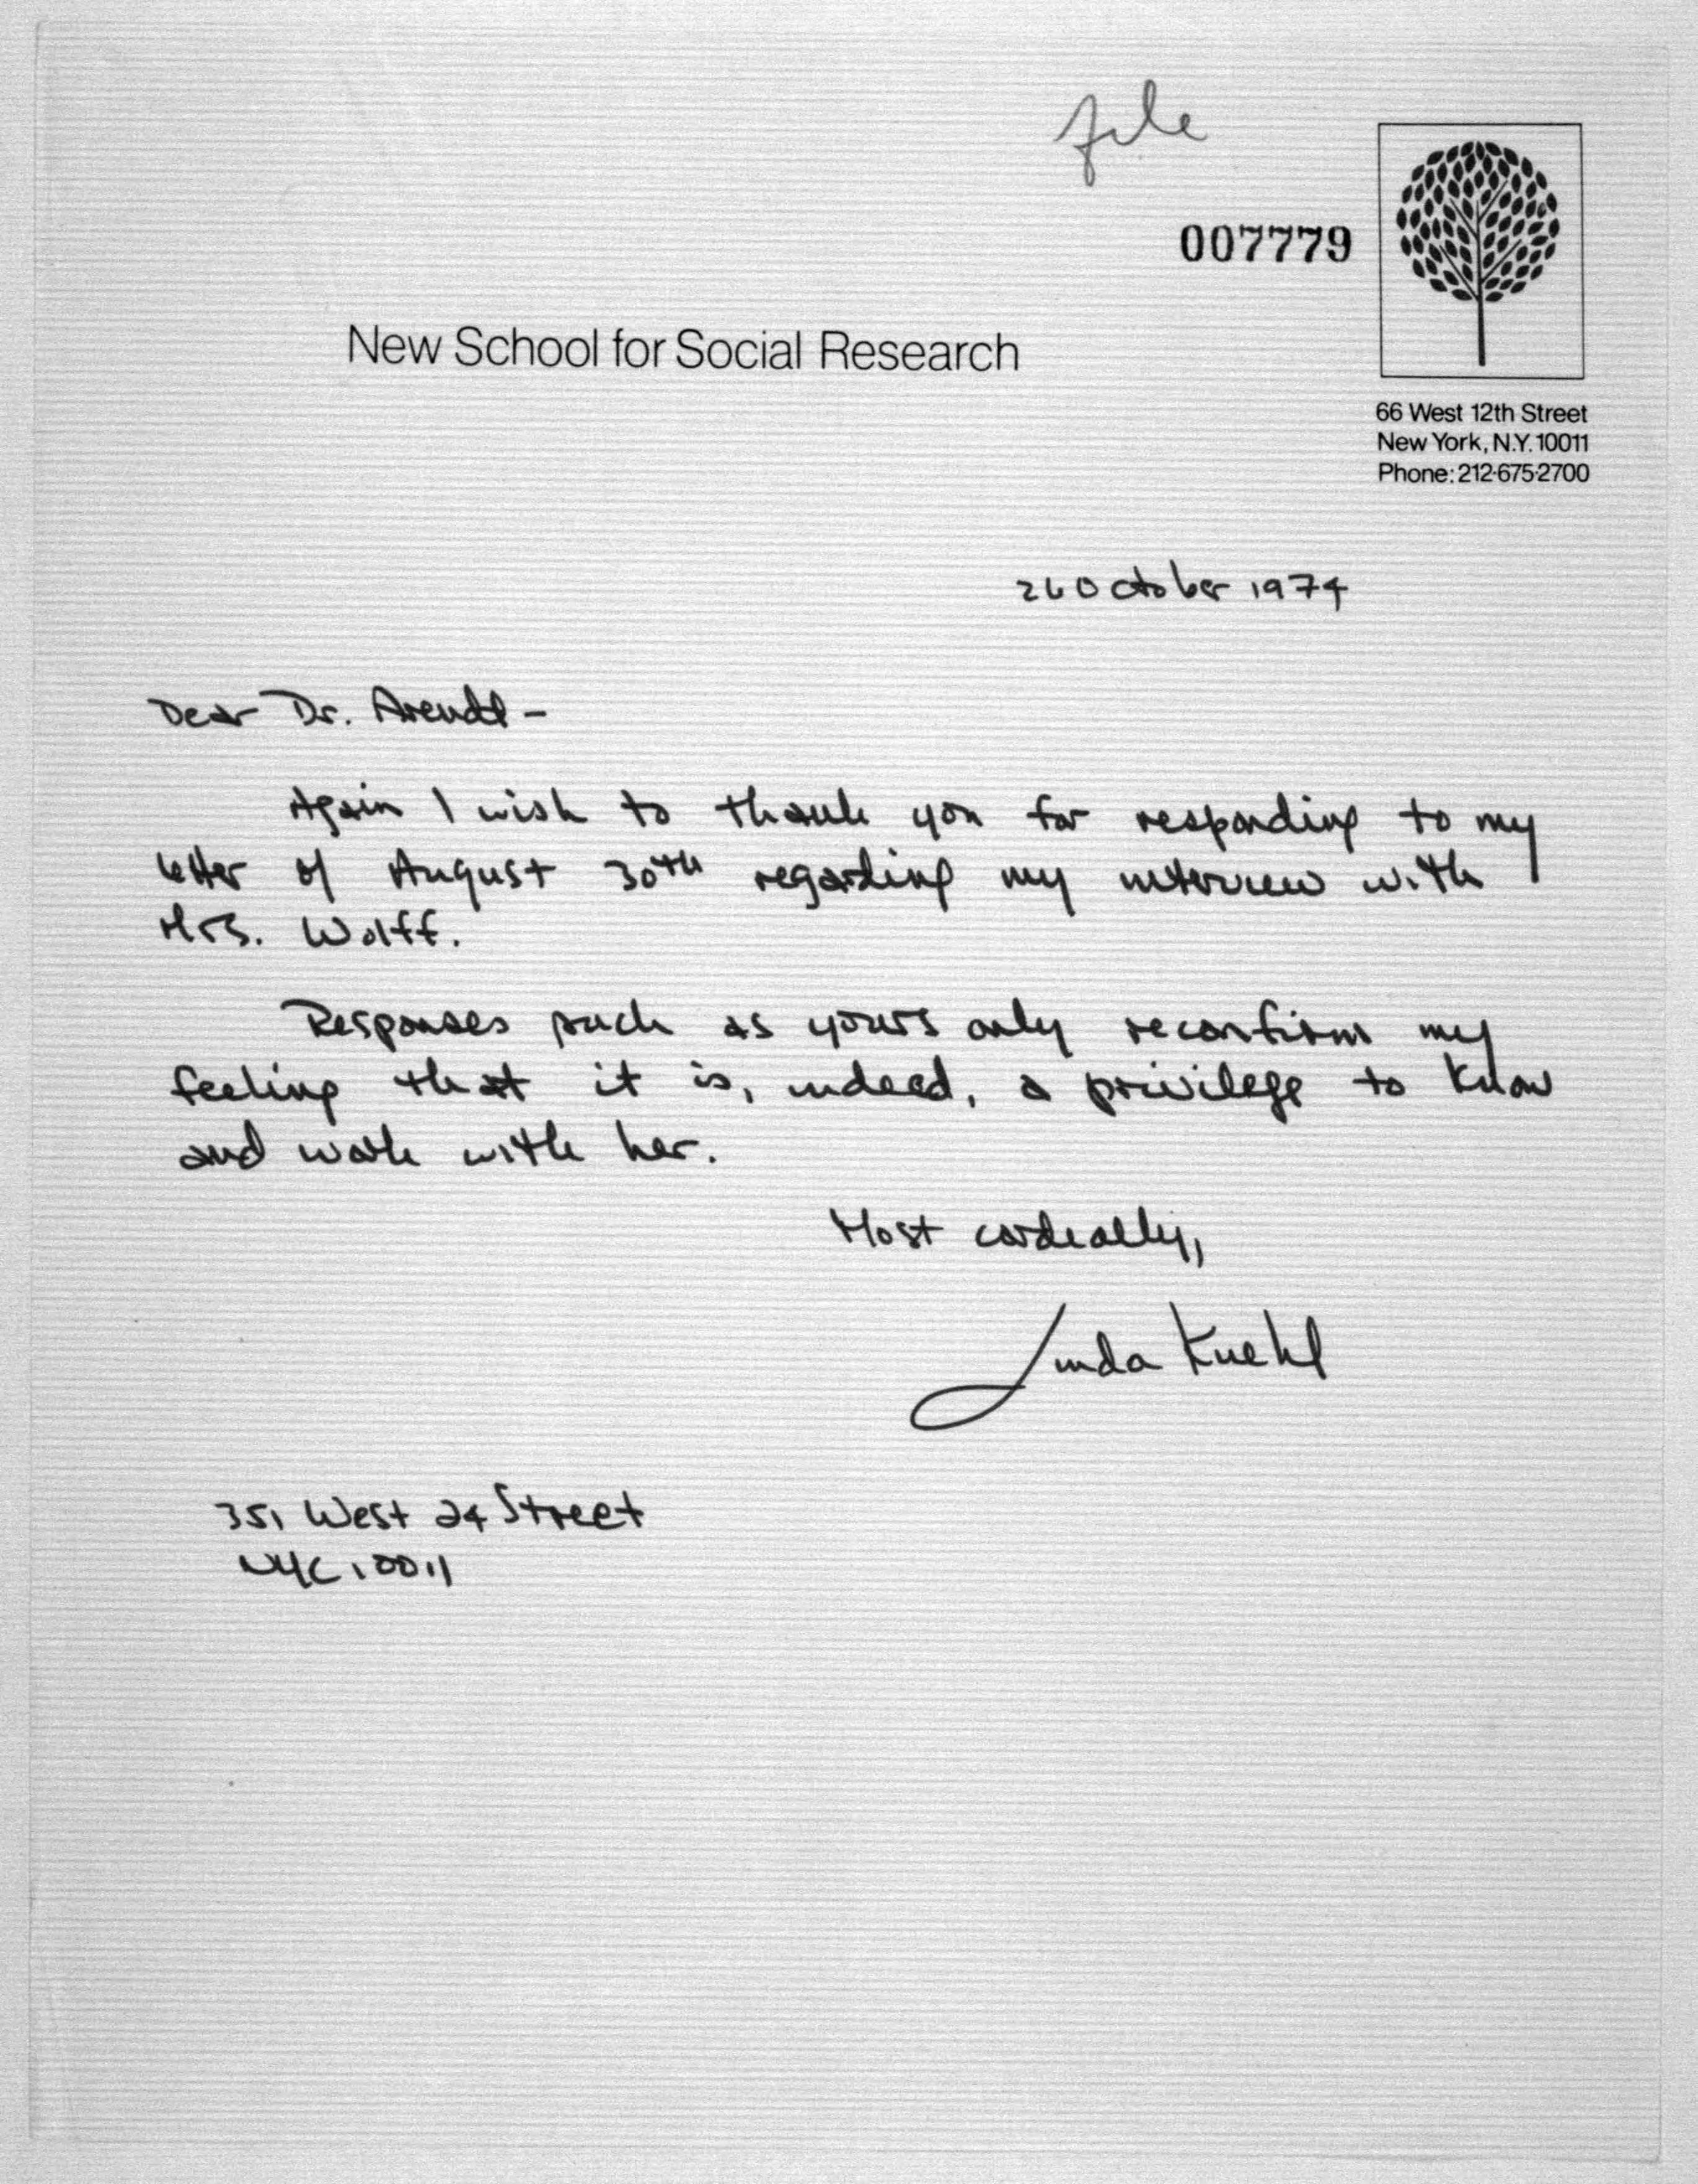 file
007779
New School for Social Research
66 West 12th Street
New York, N.Y. 10011
Phone: 212-675-2700
26 October 1974
Dear Dr. Arendt -
Again I wish to thank you for responding to my
letter of August 30th regarding my interview with
Mrs. Wolff.
Responses such as yours only reconfirm my
feeling that it is, indeed, a privilege to know
and work with her.
Most cordially,
Linda Kuehl
351 West 24 Street
NYC 10011